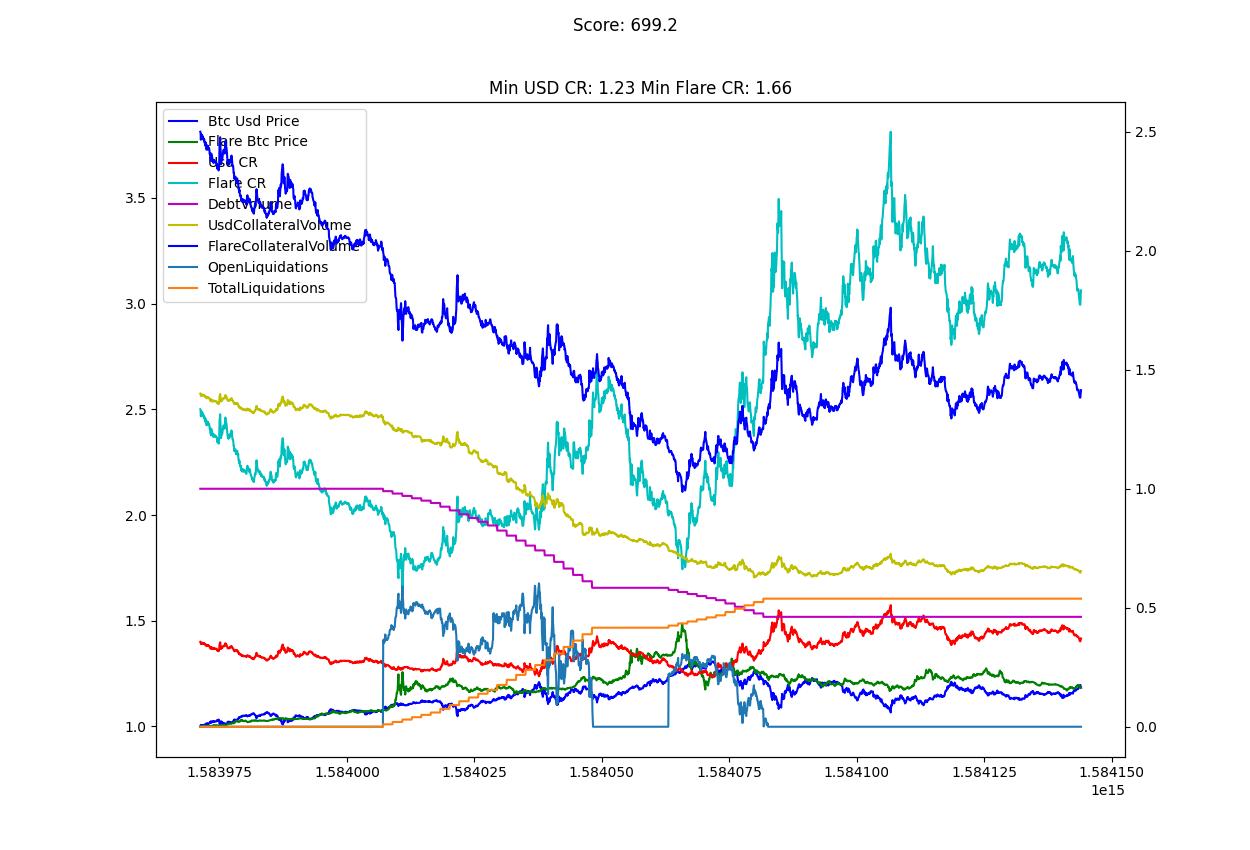 Score: 699.2
Min USD CR: 1.23 Min Flare CR: 1.66
Btc Usd Price
Flare Btc Price
Usd CR
Flare CR
DebtVolume
UsdCollateralVolume
FlareCollateralVolume
OpenLiquidations
TotalLiquidations
3.5
3.0
2.5
2.0
1.5
1.0
2.5
2.0
1.5
1.0
0.5
0.0
1.583975
1.584000
1.584025
1.584050
1.584075
1.584100
1.584125
1.584150
1e15